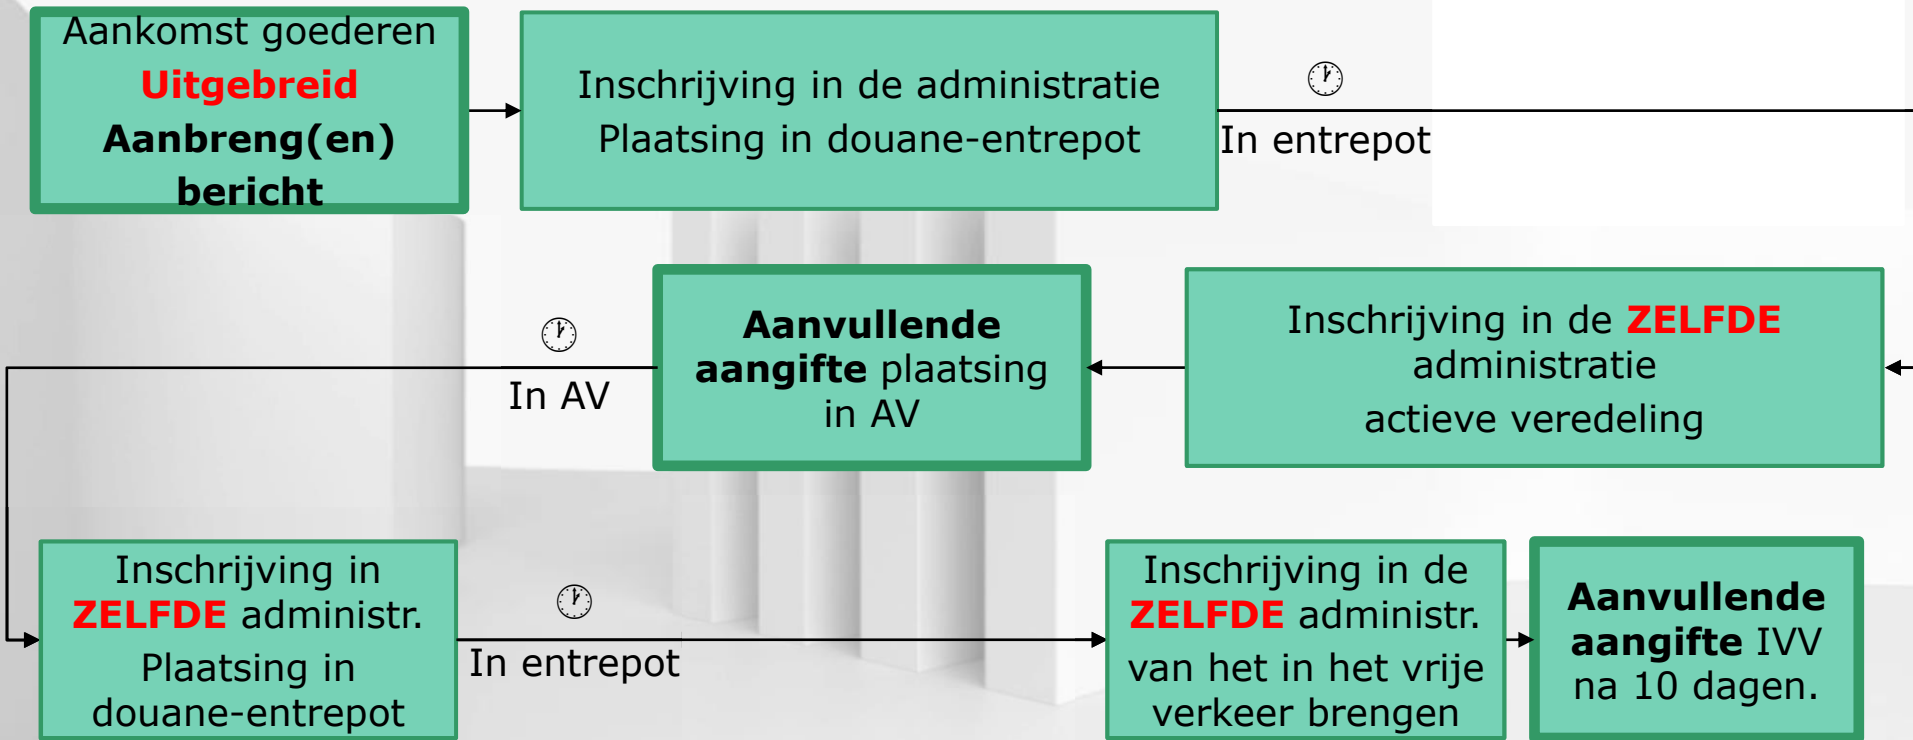 Aankomst goederen
Uitgebreid
Aanbreng(en)
bericht
Inschrijving in de administratie
Plaatsing in douane-entrepot
In entrepot
Inschrijving in de ZELFDE
administratie
actieve veredeling
Aanvullende
aangifte plaatsing
in AV
In AV
Inschrijving in
ZELFDE administr.
Plaatsing in
douane-entrepot
In entrepot
Inschrijving in de
ZELFDE administr.
van het in het vrije
verkeer brengen
Aanvullende
aangifte IVV
na 10 dagen.